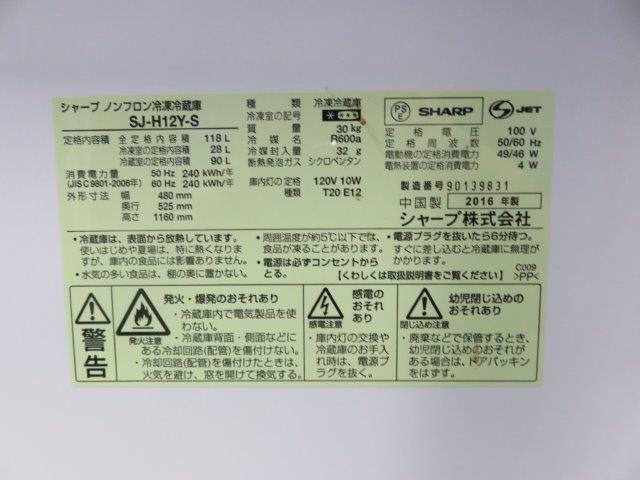 シャープ ノンフロン冷凍冷蔵庫
SJ-H12Y-S
定格内容積 全定格内容積 118 L
冷凍室の定格内容積 28 L
冷蔵室の定格内容積 90 L
消費電力量 50 Hz 240 kWh/年
(JIS C 9801-2006年) 60 Hz 240 kWh/年
外形寸法 幅 480 mm
奥行 525 mm
高さ 1160 mm
種類 冷凍冷蔵庫
冷凍室の記号
質量 30 kg
冷媒名 R600a
冷媒封入量 32 g
断熱発泡ガス シクロペンタン
庫内灯の定格 120V 10W
種類 T20 E12
PS
E
SHARP
JET
定格電圧 100 V
定格周波数 50/60 Hz
電動機の定格消費電力 49/46 W
電熱装置の定格消費電力 4 W
製造番号 90139831
中国製 2016 年製
シャープ株式会社
・冷蔵庫は、表面から放熱しています。
使いはじめや夏場は、特に熱くなりま
すが、庫内の食品には影響ありません。
・水気の多い食品は、棚の奥に置かない。
・周囲温度が約5℃以下では、
食品が凍ることがあります。
・電源は必ずコンセントから
とる。
・電源プラグを抜いたら6分待つ。
すぐに差し込むと冷蔵庫に無理が
かかります。
【くわしくは取扱説明書をご覧ください】
C009
>PP<
警告
発火注意
発火・爆発のおそれあり
・冷蔵庫内で電気製品を使
わない。
・冷蔵庫背面・側面などに
ある冷却回路(配管)を傷付けない。
・冷却回路(配管)を傷付けたときは、
火気を避け、窓を開けて換気する。
感電注意
感電の
おそれ
あり
・庫内灯の交換や
冷蔵庫のお手入
れ時は、電源プ
ラグを抜く。
閉じ込め注意
幼児閉じ込めの
おそれあり
・廃棄などで保管するとき、
幼児閉じ込めのおそれが
ある場合は、ドアパッキン
をはずす。